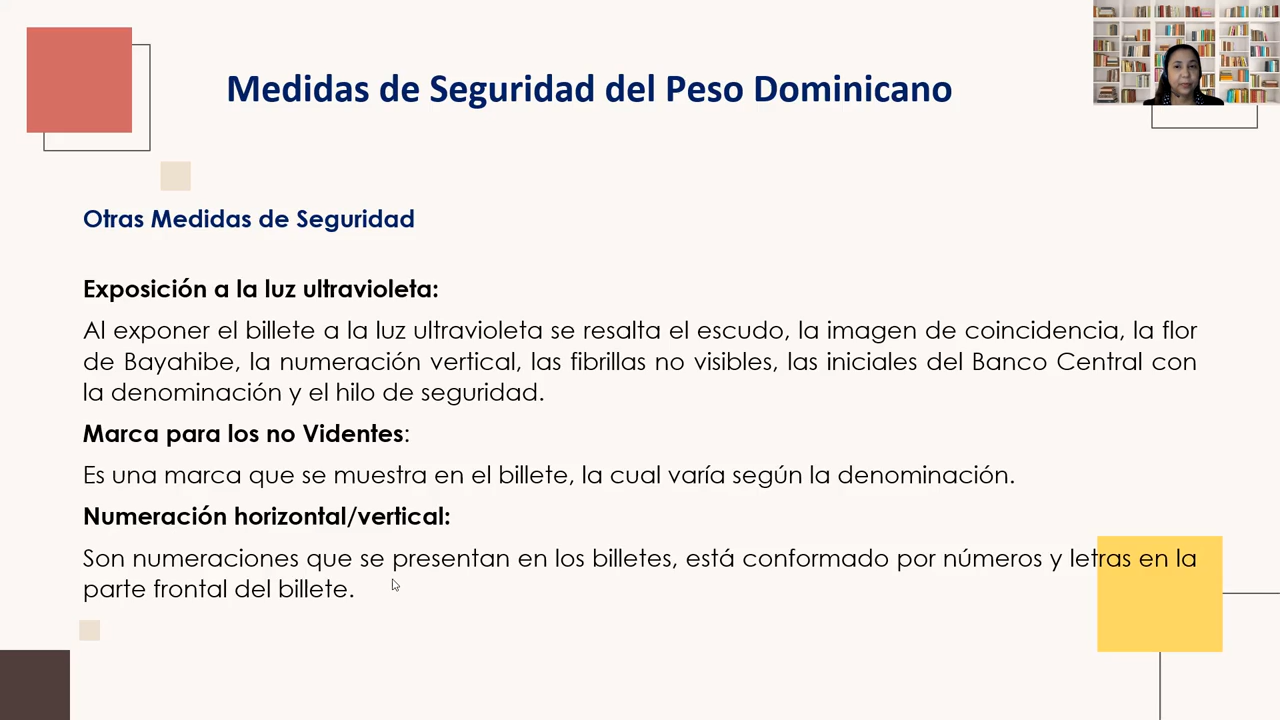 Medidas de Seguridad del Peso Dominicano
Otras Medidas de Seguridad
Exposición a la luz ultravioleta:
Al exponer el billete a la luz ultravioleta se resalta el escudo, la imagen de coincidencia, la flor
de Bayahibe, la numeración vertical, las fibrillas no visibles, las iniciales del Banco Central con
la denominación y el hilo de seguridad.
Marca para los no Videntes:
Es una marca que se muestra en el billete, la cual varía según la denominación.
Numeración horizontal/vertical:
Son numeraciones que se presentan en los billetes, está conformado por números y letras en la
parte frontal del billete.